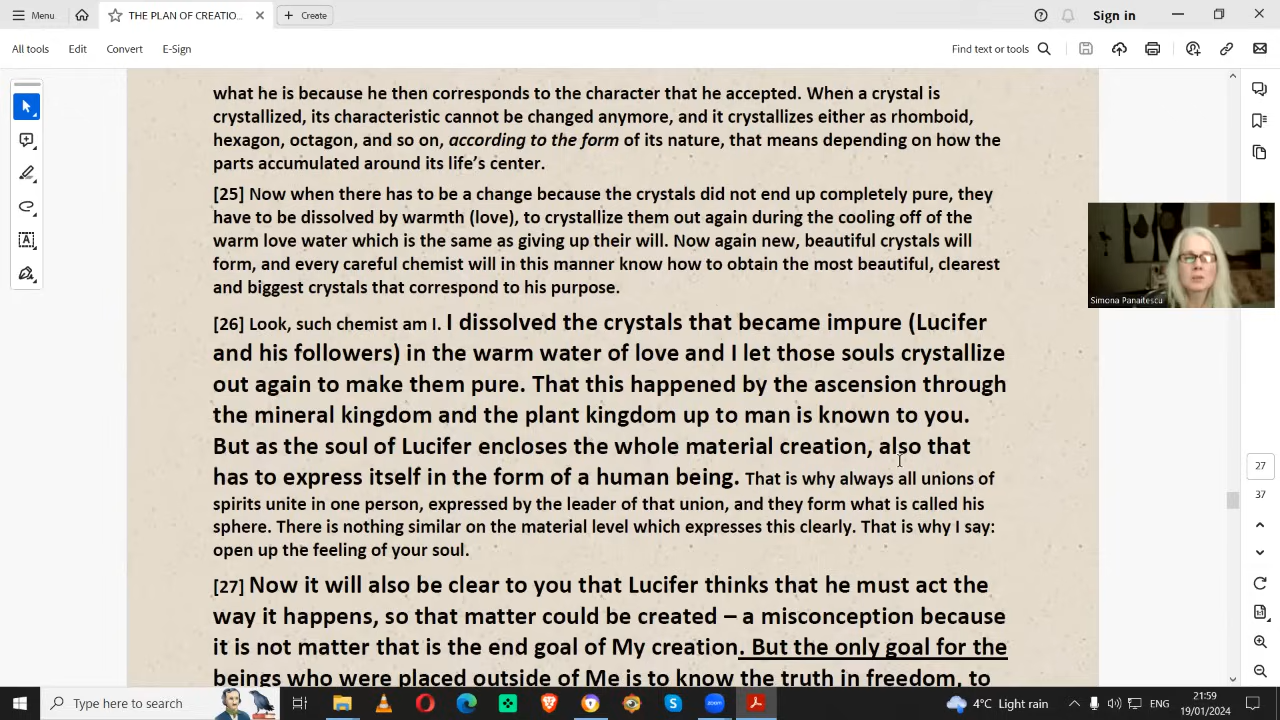 Menu
THE PLAN OF CREATIO...
Create
Sign in
All tools
Edit
Convert
E-Sign
Find text or tools
what he is because he then corresponds to the character that he accepted. When a crystal is
crystallized, its characteristic cannot be changed anymore, and it crystallizes either as rhomboid,
hexagon, octagon, and so on, according to the form of its nature, that means depending on how the
parts accumulated around its life's center.
[25] Now when there has to be a change because the crystals did not end up completely pure, they
have to be dissolved by warmth (love), to crystallize them out again during the cooling off of the
warm love water which is the same as giving up their will. Now again new, beautiful crystals will
form, and every careful chemist will in this manner know how to obtain the most beautiful, clearest
and biggest crystals that correspond to his purpose.
[26] Look, such chemist am I. I dissolved the crystals that became impure (Lucifer
and his followers) in the warm water of love and I let those souls crystallize
out again to make them pure. That this happened by the ascension through
the mineral kingdom and the plant kingdom up to man is known to you.
But as the soul of Lucifer encloses the whole material creation, also that
has to express itself in the form of a human being. That is why always all unions of
spirits unite in one person, expressed by the leader of that union, and they form what is called his
sphere. There is nothing similar on the material level which expresses this clearly. That is why I say:
open up the feeling of your soul.
[27] Now it will also be clear to you that Lucifer thinks that he must act the
way it happens, so that matter could be created – a misconception because
it is not matter that is the end goal of My creation. But the only goal for the
beings who were placed outside of Me is to know the truth in freedom, to
Simona Panaitescu
27
37
Type here to search
4°C Light rain
ENG
21:59
19/01/2024